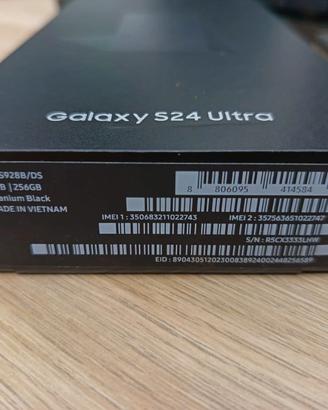 Galaxy S24 Ultra
S928B/DS
B | 256GB
anium Black
ADE IN VIETNAM
8 806095 414584
IMEI 1 : 350683211022743
IMEI 2 : 357563651022747
S/N : R5CX3333LHW
EID : 89043051202300838924002448256589